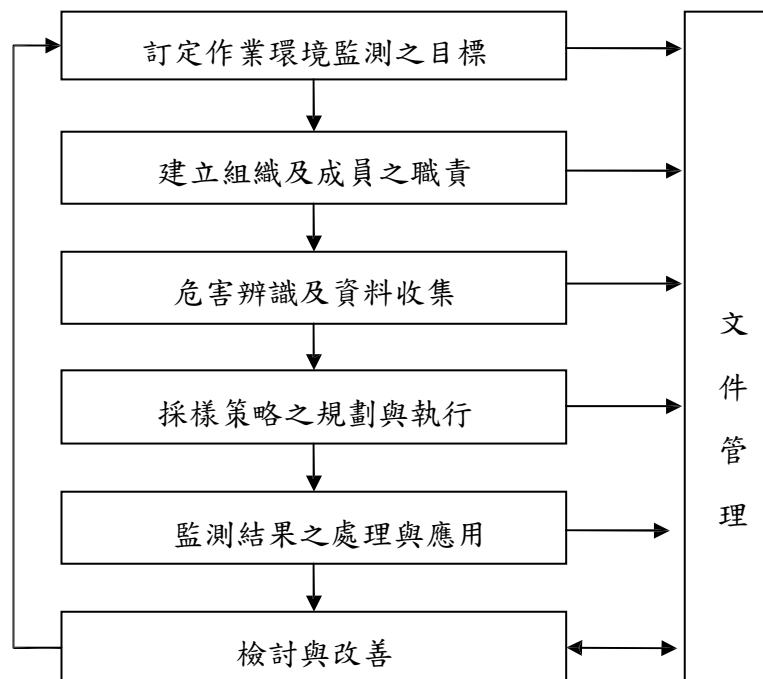 訂定作業環境監測之目標
建立組織及成員之職責
危害辨識及資料收集
採樣策略之規劃與執行
監測結果之處理與應用
檢討與改善
文件管理